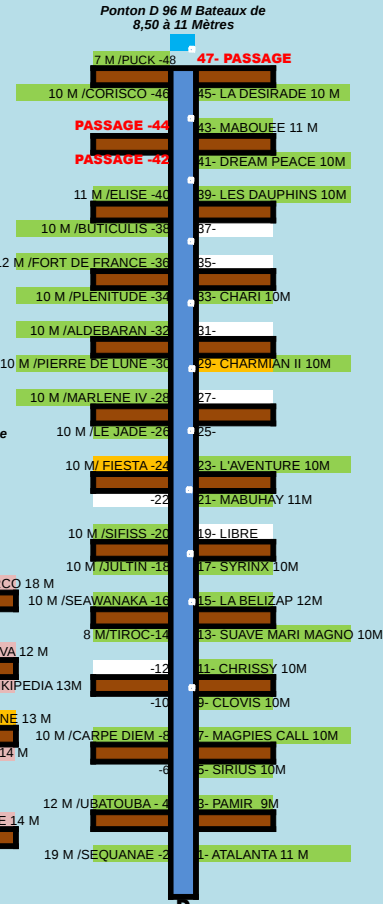 Ponton D 96 M Bateaux de
8,50 à 11 Mètres
7 M /PUCK -48 47- PASSAGE
10 M /CORISCO -46 45- LA DESIRADE 10 M
PASSAGE -44 43- MABOUEE 11 M
PASSAGE -42 41- DREAM PEACE 10M
11 M /ELISE -40 39- LES DAUPHINS 10M
10 M /BUTICULIS -38 37-
2 M /FORT DE FRANCE -36 35-
10 M /PLENITUDE -34 33- CHARI 10M
10 M /ALDEBARAN -32 31-
10 M /PIERRE DE LUNE -30 29- CHARMIAN II 10M
10 M /MARLENE IV -28 27-
e 10 M /LE JADE -26 25-
10 M/ FIESTA -24 23- L'AVENTURE 10M
-22 21- MABUHAY 11M
10 M /SIFISS -20 19- LIBRE
10 M /JULTIN -18 17- SYRINX 10M
RCO 18 M
10 M /SEAWANAKA -16 15- LA BELIZAP 12M
8 M/TIROC-14 13- SUAVE MARI MAGNO 10M
VA 12 M
-12 11- CHRISSY 10M
IKIPEDIA 13M
-10 9- CLOVIS 10M
NE 13 M
10 M /CARPE DIEM -8 7- MAGPIES CALL 10M
14 M
-6 5- SIRIUS 10M
12 M /UBATOUBA - 4 3- PAMIR 9M
E 14 M
19 M /SEQUANAE -2 1- ATALANTA 11 M